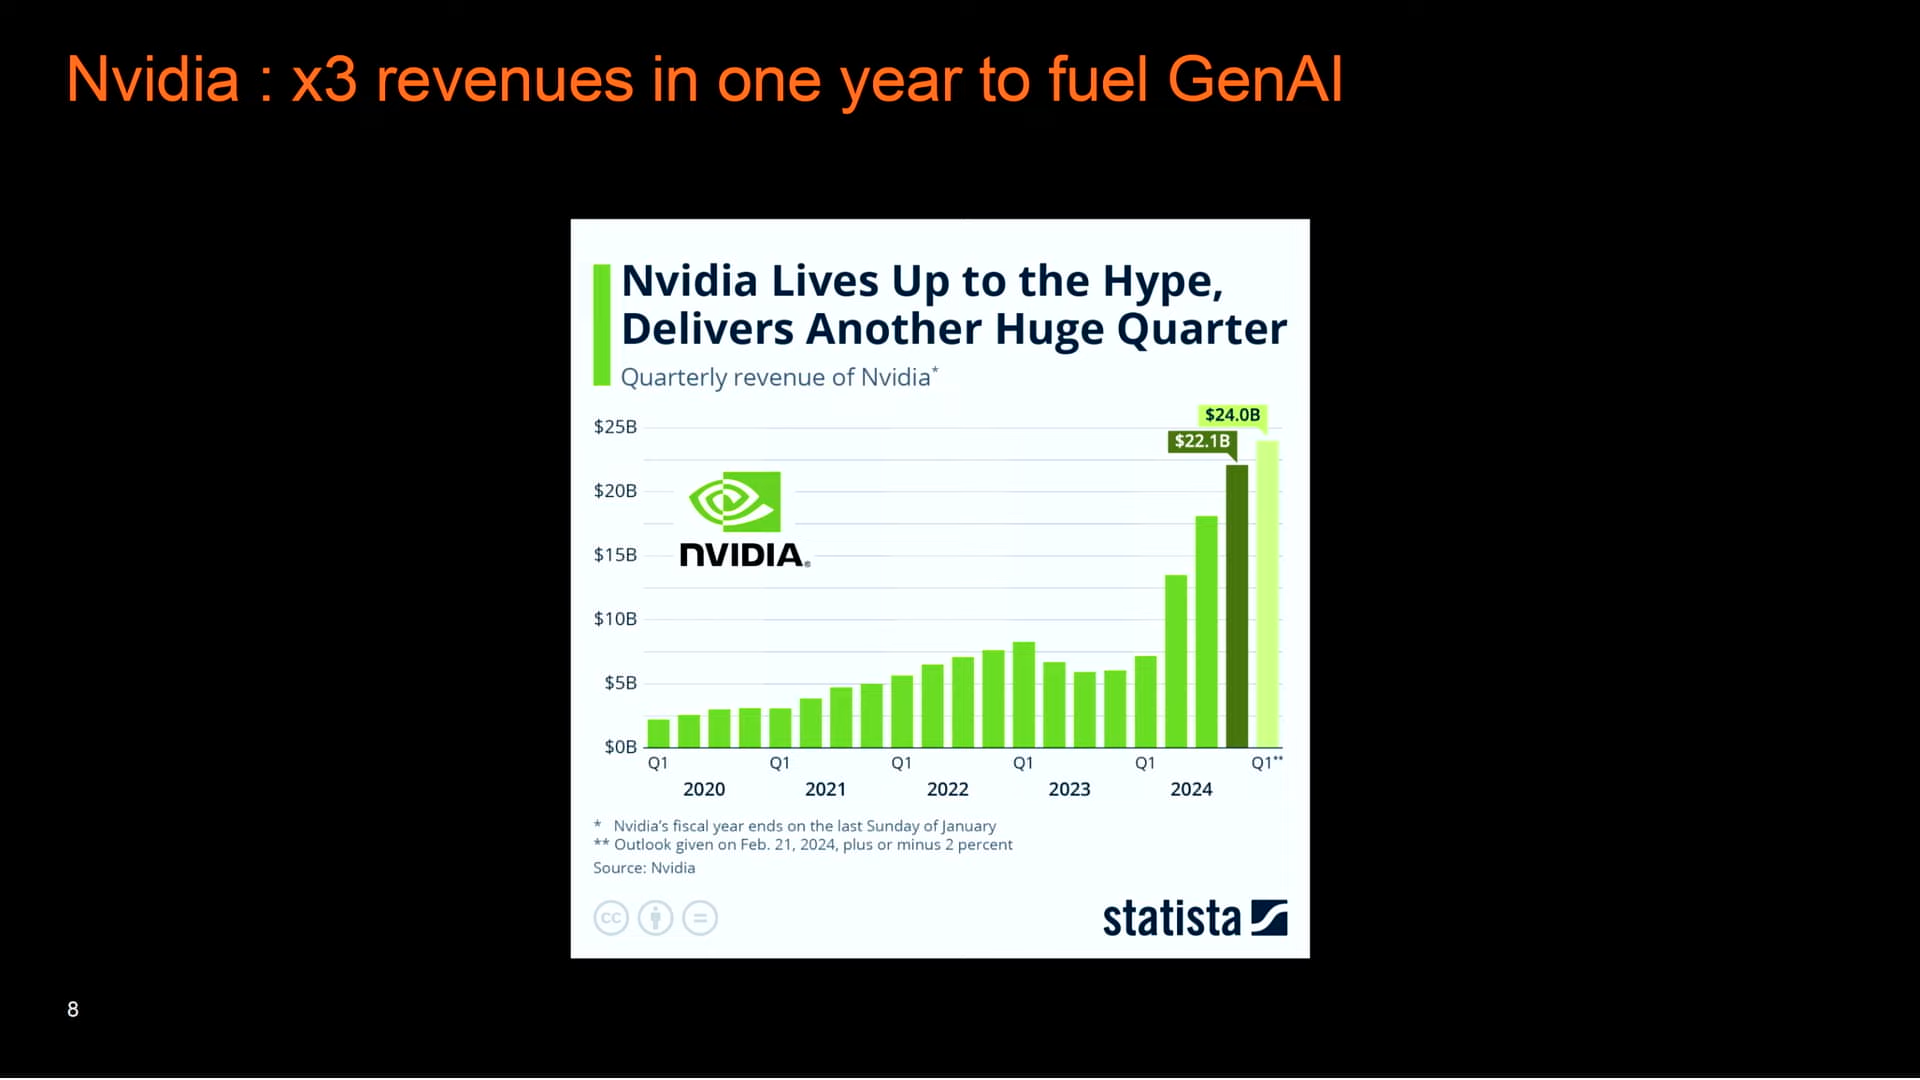 Nvidia : x3 revenues in one year to fuel GenAI
Nvidia Lives Up to the Hype,
Delivers Another Huge Quarter
Quarterly revenue of Nvidia*
$24.0B
$25B
$22.1B
$20B
$15B
$10B
$5B
$0B
NVIDIA.
Q1 Q1 Q1 Q1 Q1 Q1**
2020 2021 2022 2023 2024
* Nvidia's fiscal year ends on the last Sunday of January
** Outlook given on Feb. 21, 2024, plus or minus 2 percent
Source: Nvidia
cc =
statista
8